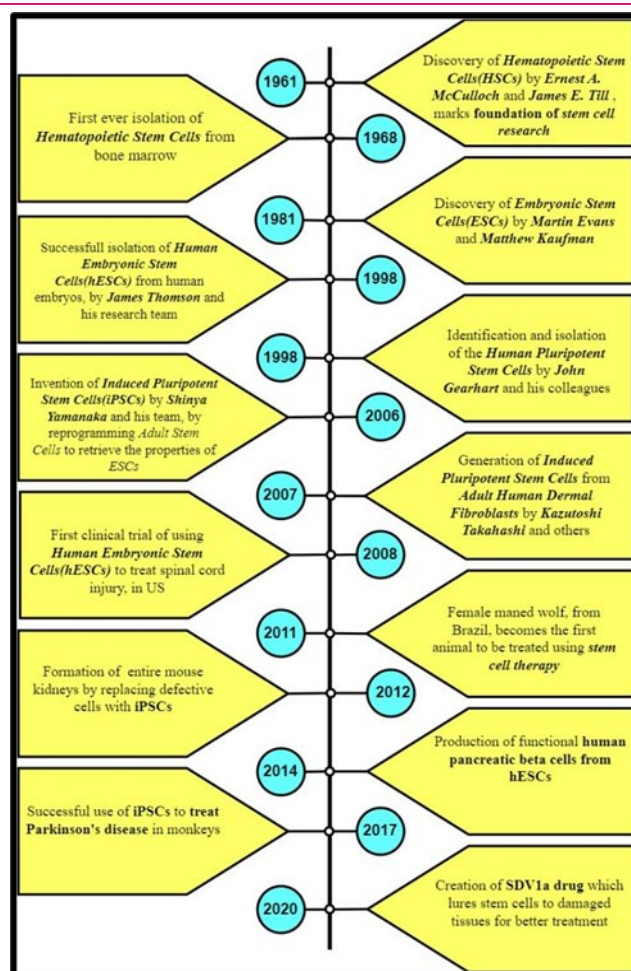 1961
Discovery of Hematopoietic Stem
Cells(HSCs) by Ernest A.
McCulloch and James E. Till ,
marks foundation of stem cell
research
First ever isolation of
Hematopoietic Stem Cells from
bone marrow
1968
1981
Discovery of Embryonic Stem
Cells(ESCs) by Martin Evans
and Matthew Kaufman
Successfull isolation of Human
Embryonic Stem
Cells(hESCs) from human
embryos, by James Thomson and
his research team
1998
1998
Identification and isolation
of the Human Pluripotent
Stem Cells by John
Gearhart and his colleagues
Invention of Induced Pluripotent
Stem Cells(iPSCs) by Shinya
Yamanaka and his team, by
reprogramming Adult Stem
Cells to retrieve the properties of
ESCs
2006
2007
Generation of Induced
Pluripotent Stem Cells from
Adult Human Dermal
Fibroblasts by Kazutoshi
Takahashi and others
First clinical trial of using
Human Embryonic Stem
Cells(hESCs) to treat spinal cord
injury, in US
2008
2011
Female maned wolf, from
Brazil, becomes the first
animal to be treated using stem
cell therapy
Formation of entire mouse
kidneys by replacing defective
cells with iPSCs
2012
2014
Production of functional human
pancreatic beta cells from
hESCs
Successful use of iPSCs to treat
Parkinson's disease in monkeys
2017
2020
Creation of SDV1a drug which
lures stem cells to damaged
tissues for better treatment